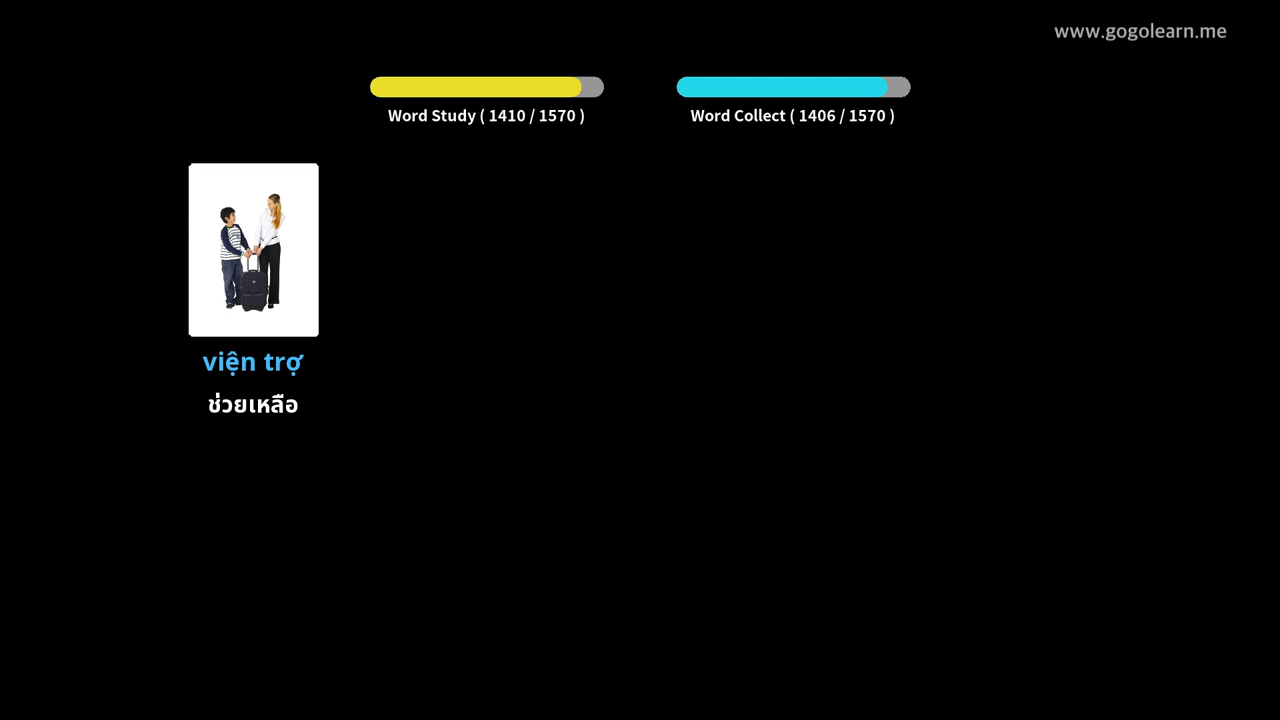 www.gogolearn.me
Word Study ( 1410 / 1570 )
Word Collect ( 1406 / 1570 )
viện trợ
ช่วยเหลือ